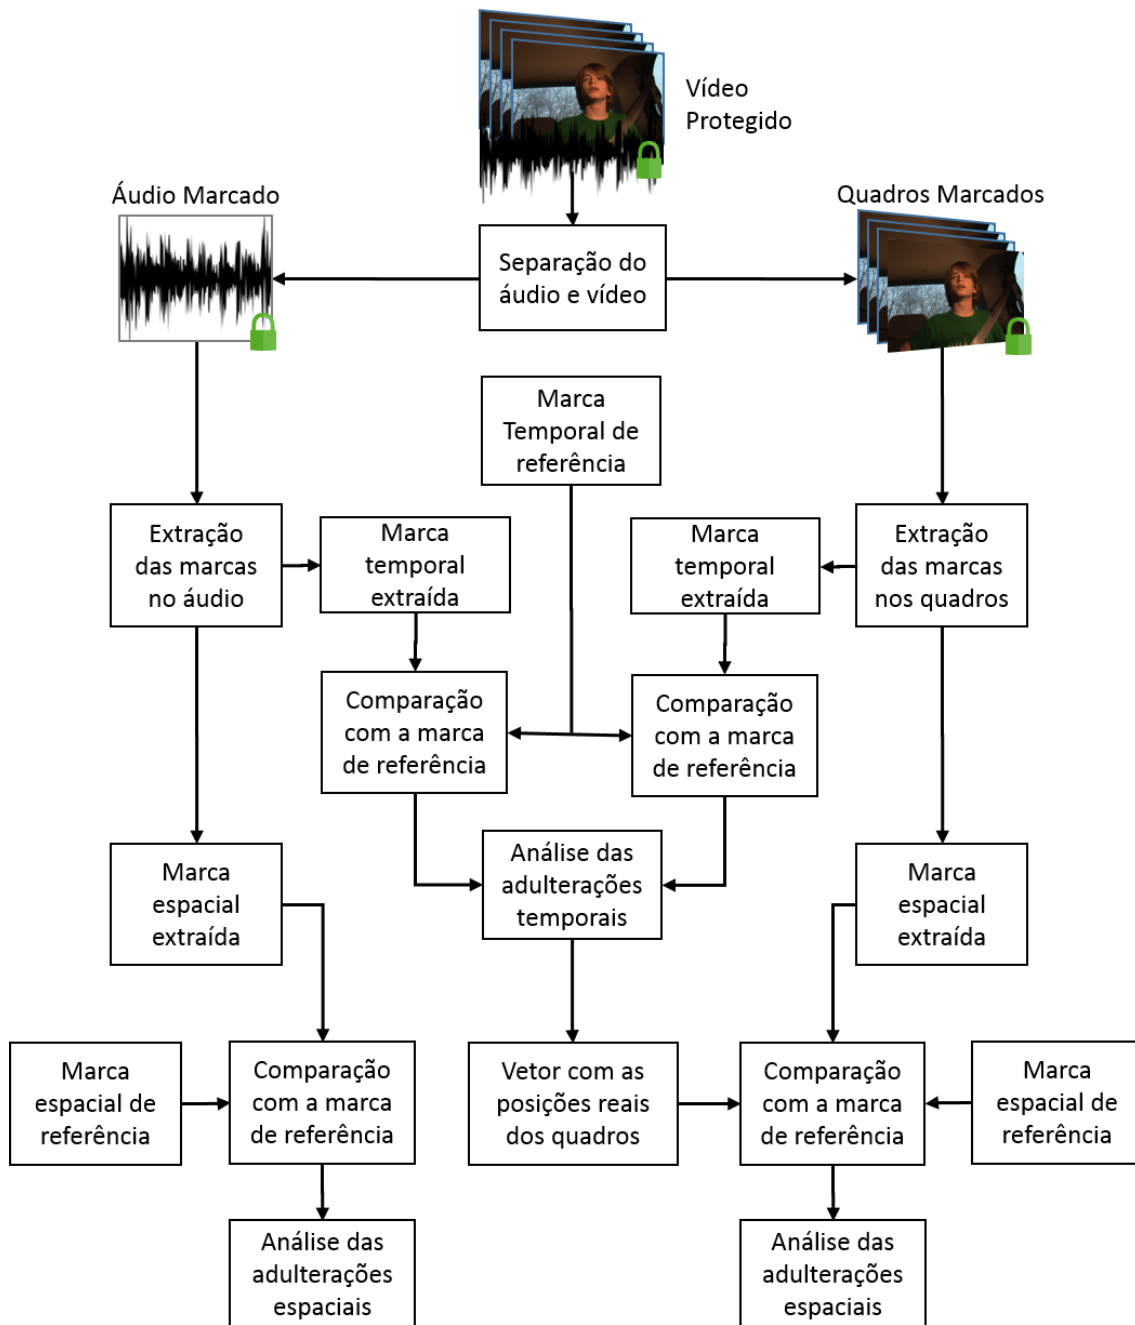 Vídeo
Protegido
Áudio Marcado
Quadros Marcados
Separação do
áudio e vídeo
Marca
Temporal de
referência
Extração
das marcas
no áudio
Marca
temporal
extraída
Marca
temporal
extraída
Extração
das marcas
nos quadros
Comparação
com a marca
de referência
Comparação
com a marca
de referência
Marca
espacial
extraída
Análise das
adulterações
temporais
Marca
espacial
extraída
Marca
espacial de
referência
Comparação
com a marca
de referência
Vetor com as
posições reais
dos quadros
Comparação
com a marca
de referência
Marca
espacial de
referência
Análise das
adulterações
espaciais
Análise das
adulterações
espaciais